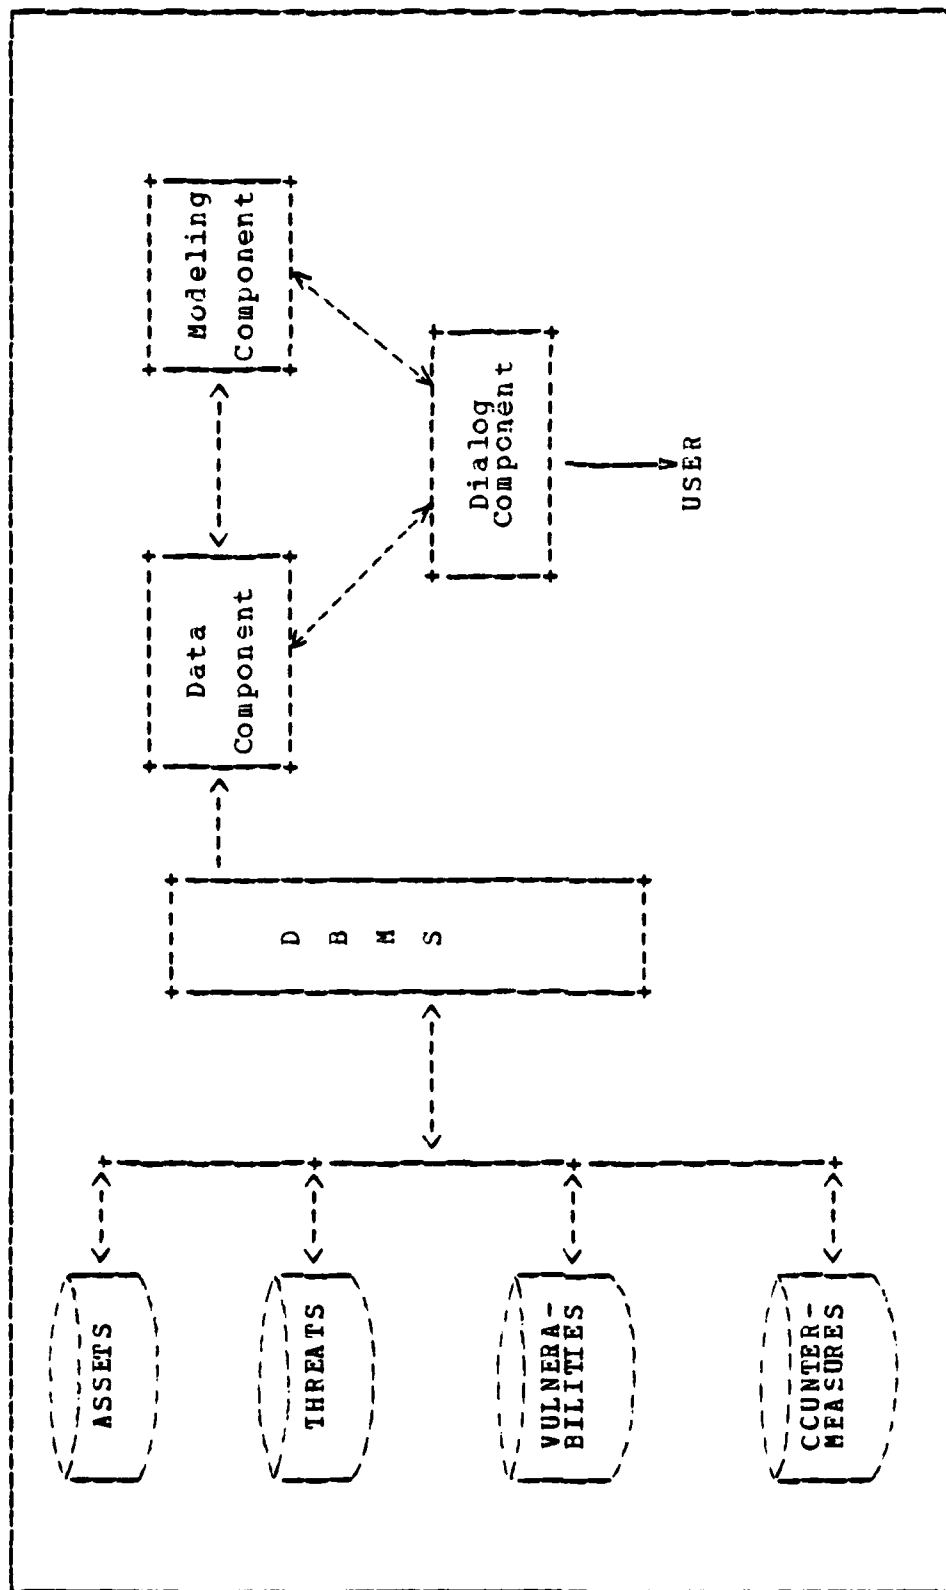 ASSETS
THREATS
VULNERA-
BILITIES
CCUNTER-
MEASURES
D
B
M
S
Data
Component
Modeling
Component
Dialog
Component
USER